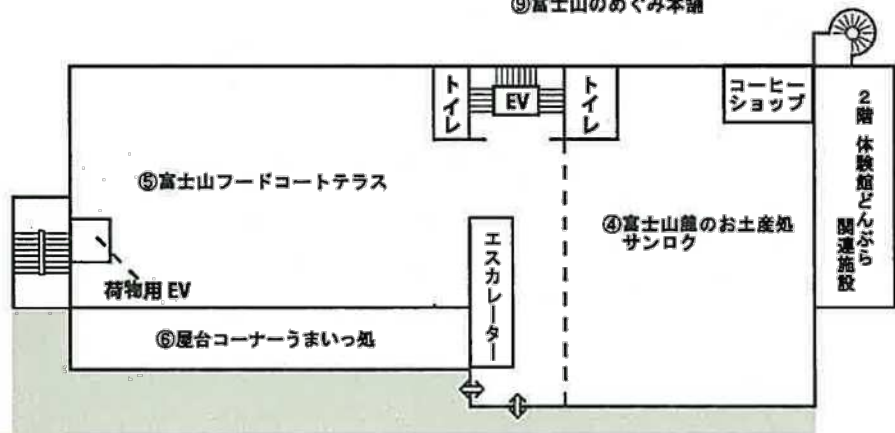 ⑨富士山のめぐみ本舗
トイレ
EV
トイレ
コーヒー
ショップ
2階 体験館どんぶら
関連施設
⑤富士山フードコートテラス
④富士山麓のお土産処
サンロク
エスカレーター
荷物用EV
⑥屋台コーナーうまいっ処